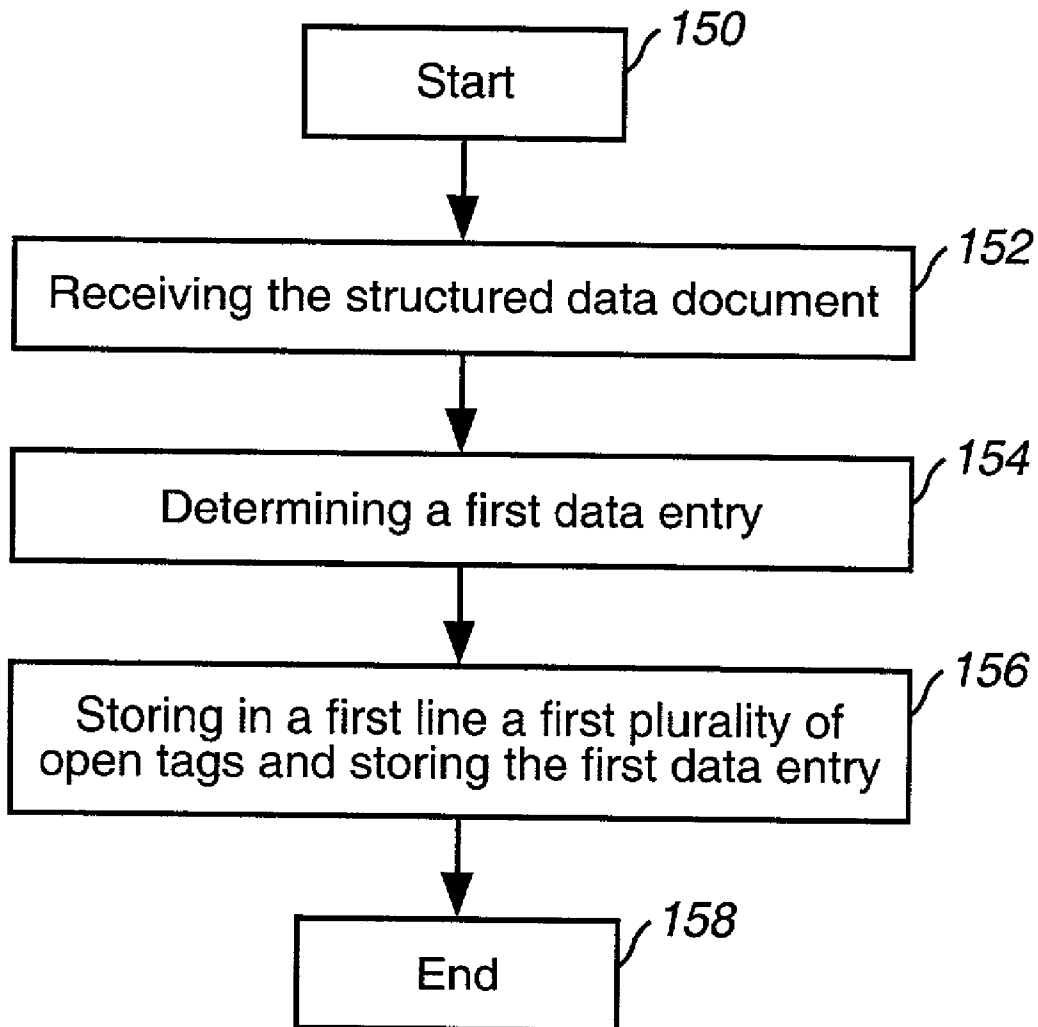 150
Start
152
Receiving the structured data document
154
Determining a first data entry
156
Storing in a first line a first plurality of
open tags and storing the first data entry
158
End